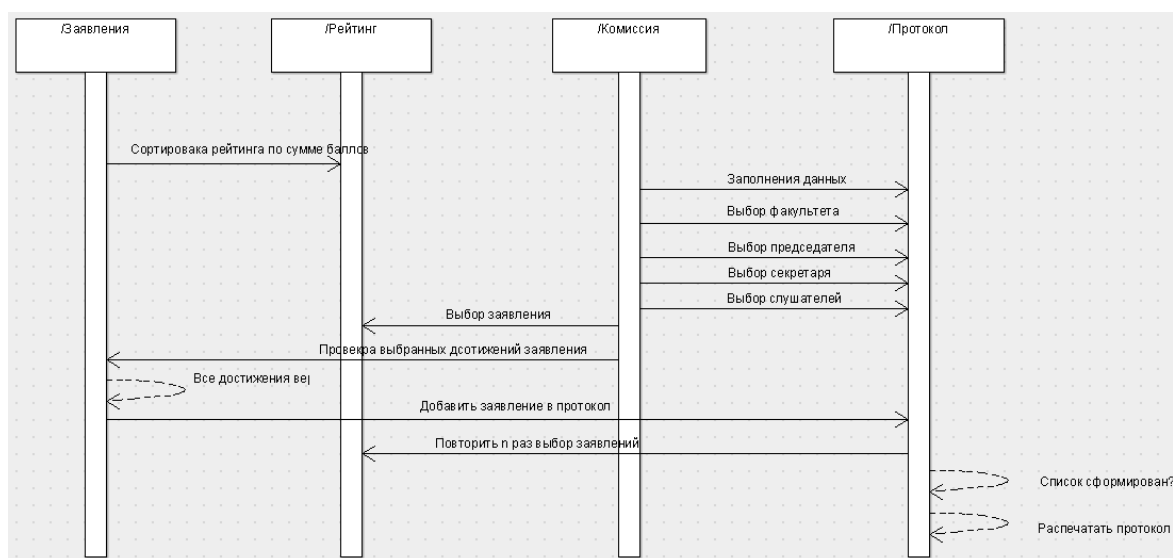 /Заявления
/Рейтинг
/Комиссия
/Протокол
Сортировака рейтинга по сумме баллов
Заполнения данных
Выбор факультета
Выбор председателя
Выбор секретаря
Выбор слушателей
Выбор заявления
Провекра выбранных дсотижений заявления
Все достижения ве
Добавить заявление в протокол
Повторить n раз выбор заявлений
Список сформирован?
Распечатать протокол